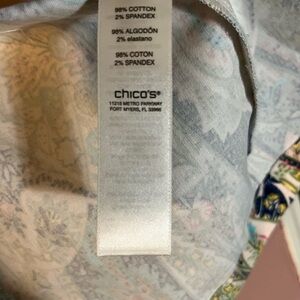 98% COTTON
2% SPANDEX
98% ALGODÓN
2% elastano
98% COTON
2% SPANDEX
chico's®
11215 METRO PARKWAY
FORT MYERS, FL 33966